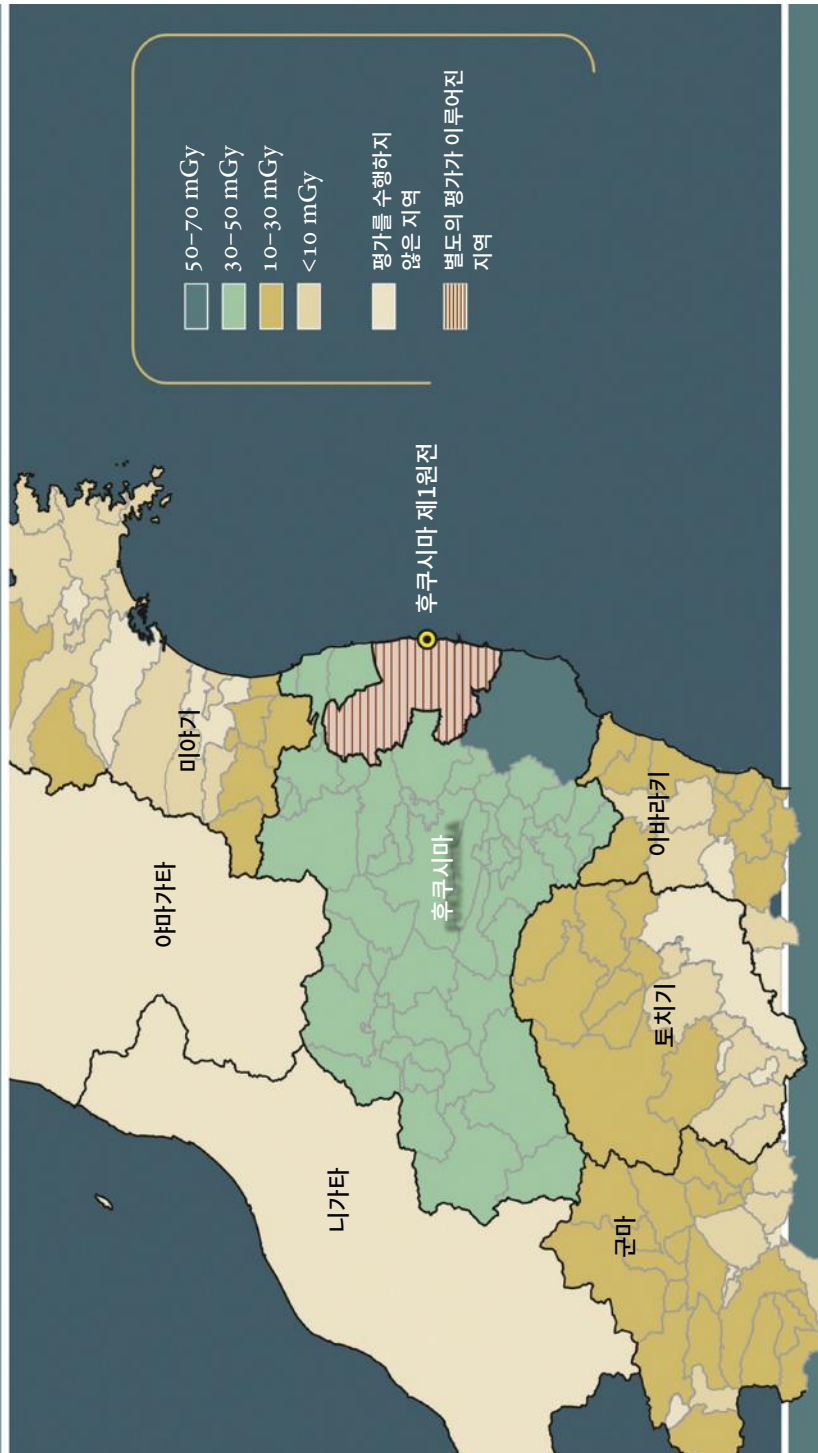 50–70 mGy
30–50 mGy
10–30 mGy
<10 mGy
평가를 수행하지
않은 지역
별도의 평가가 이루어진
지역
미야기
야마가타
후쿠시마 제1원전
후쿠시마
니가타
이바라키
토치기
군마